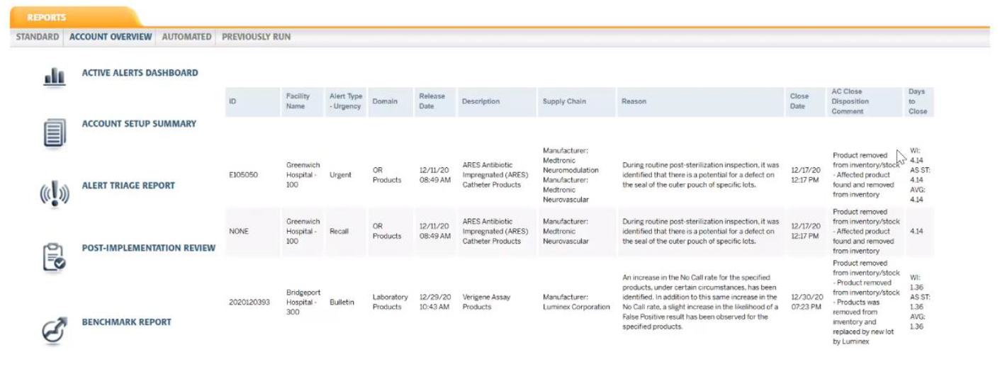 REPORTS
STANDARD ACCOUNT OVERVIEW AUTOMATED PREVIOUSLY RUN
ACTIVE ALERTS DASHBOARD
ACCOUNT SETUP SUMMARY
ALERT TRIAGE REPORT
POST-IMPLEMENTATION REVIEW
BENCHMARK REPORT
ID
Facility
Name
Alert Type
- Urgency
Domain
Release
Date
Description
Supply Chain
Reason
Close
Date
AC Close
Disposition
Comment
Days
to
Close
E105050
Greenwich
Hospital -
100
Urgent
OR
Products
12/11/20
08:49 AM
ARES Antibiotic
Impregnated (ARES)
Catheter Products
Manufacturer:
Medtronic
Neuromodulation
Manufacturer:
Medtronic
Neurovascular
During routine post-sterilization inspection, it was
identified that there is a potential for a defect on
the seal of the outer pouch of specific lots.
12/17/20
12:17 PM
Product removed
from inventory/stock
- Affected product
found and removed
from inventory
WI:
4.14
AS ST:
4.14
AVG:
4.14
NONE
Greenwich
Hospital -
100
Recall
OR
Products
12/11/20
08:49 AM
ARES Antibiotic
Impregnated (ARES)
Catheter Products
Manufacturer:
Medtronic
Neurovascular
During routine post-sterilization inspection, it was
identified that there is a potential for a defect on
the seal of the outer pouch of specific lots.
12/17/20
12:17 PM
Product removed
from inventory/stock
- Affected product
found and removed
from inventory
4.14
2020120393
Bridgeport
Hospital -
300
Bulletin
Laboratory
Products
12/29/20
10:43 AM
Verigene Assay
Products
Manufacturer:
Luminex Corporation
An increase in the No Call rate for the specified
products, under certain circumstances, has been
identified. In addition to this same increase in the
No Call rate, a slight increase in the likelihood of a
False Positive result has been observed for the
specified products.
12/30/20
07:23 PM
Product removed
from inventory/stock
- Product removed
from inventory/stock
- Products was
removed from
inventory and
replaced by new lot
by Luminex
WI:
1.36
AS ST:
1.36
AVG:
1.36